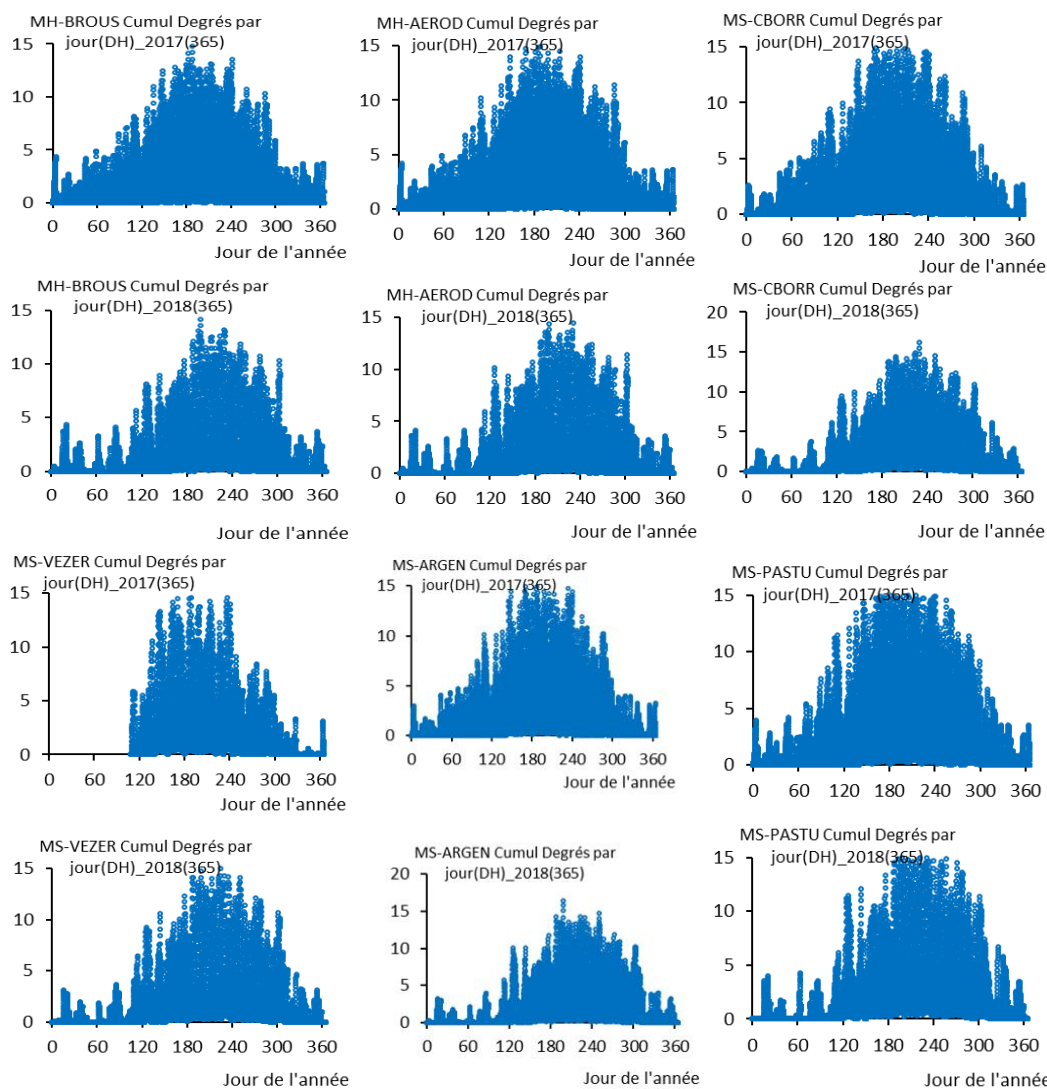 MH-BROUS Cumul Degrés par
jour(DH)_2017(365)
15
10
5
0
0 60 120 180 240 300 360
Jour de l'année
MH-AEROD Cumul Degrés par
jour(DH)_2017(365)
15
10
5
0
0 60 120 180 240 300 360
Jour de l'année
MS-CBORR Cumul Degrés par
jour(DH)_2017(365)
15
10
5
0
0 60 120 180 240 300 360
Jour de l'année
MH-BROUS Cumul Degrés par
jour(DH)_2018(365)
15
10
5
0
0 60 120 180 240 300 360
Jour de l'année
MH-AEROD Cumul Degrés par
jour(DH)_2018(365)
15
10
5
0
0 60 120 180 240 300 360
Jour de l'année
MS-CBORR Cumul Degrés par
jour(DH)_2018(365)
20
15
10
5
0
0 60 120 180 240 300 360
Jour de l'année
MS-VEZER Cumul Degrés par
jour(DH)_2017(365)
15
10
5
0
0 60 120 180 240 300 360
Jour de l'année
MS-ARGEN Cumul Degrés par
jour(DH)_2017(365)
15
10
5
0
0 60 120 180 240 300 360
Jour de l'année
MS-PASTU Cumul Degrés par
jour(DH)_2017(365)
15
10
5
0
0 60 120 180 240 300 360
Jour de l'année
MS-VEZER Cumul Degrés par
jour(DH)_2018(365)
15
10
5
0
0 60 120 180 240 300 360
Jour de l'année
MS-ARGEN Cumul Degrés par
jour(DH)_2018(365)
20
15
10
5
0
0 60 120 180 240 300 360
Jour de l'année
MS-PASTU Cumul Degrés par
jour(DH)_2018(365)
15
10
5
0
0 60 120 180 240 300 360
Jour de l'année